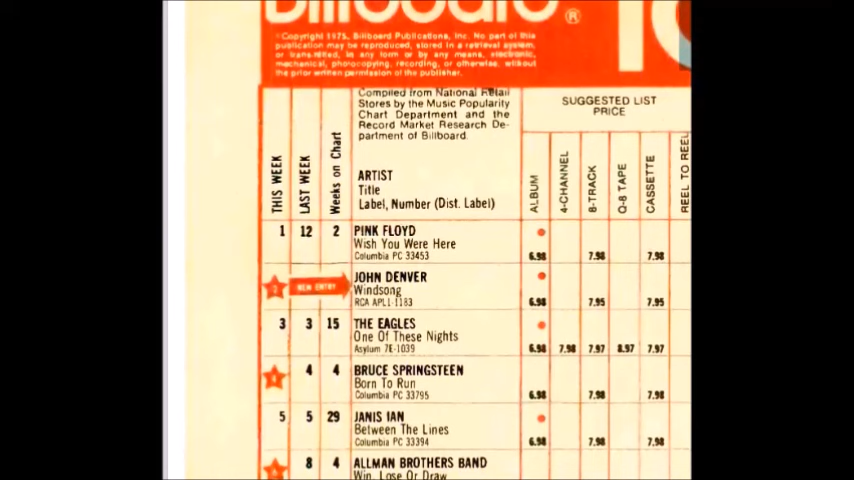 Billboard ®
©Copyright 1975, Billboard Publications, Inc. No part of this
publication may be reproduced, stored in a retrieval system,
or transmitted, in any form or by any means, electronic,
mechanical, photocopying, recording, or otherwise, without
the prior written permission of the publisher.
Compiled from National Retail
Stores by the Music Popularity
Chart Department and the
Record Market Research De-
partment of Billboard.
SUGGESTED LIST
PRICE
THIS WEEK
LAST WEEK
Weeks on Chart
ARTIST
Title
Label, Number (Dist. Label)
ALBUM
4-CHANNEL
8-TRACK
Q-8 TAPE
CASSETTE
REEL TO REEL
1 12 2 PINK FLOYD
Wish You Were Here
Columbia PC 33453 6.98 7.98 7.98
2 NEW ENTRY JOHN DENVER
Windsong
RCA APL1-1183 6.98 7.95 7.95
3 3 15 THE EAGLES
One Of These Nights
Asylum 7E-1039 6.98 7.98 7.97 8.97 7.97
4 4 4 BRUCE SPRINGSTEEN
Born To Run
Columbia PC 33795 6.98 7.98 7.98
5 5 29 JANIS IAN
Between The Lines
Columbia PC 33394 6.98 7.98 7.98
8 4 ALLMAN BROTHERS BAND
Win, Lose Or Draw